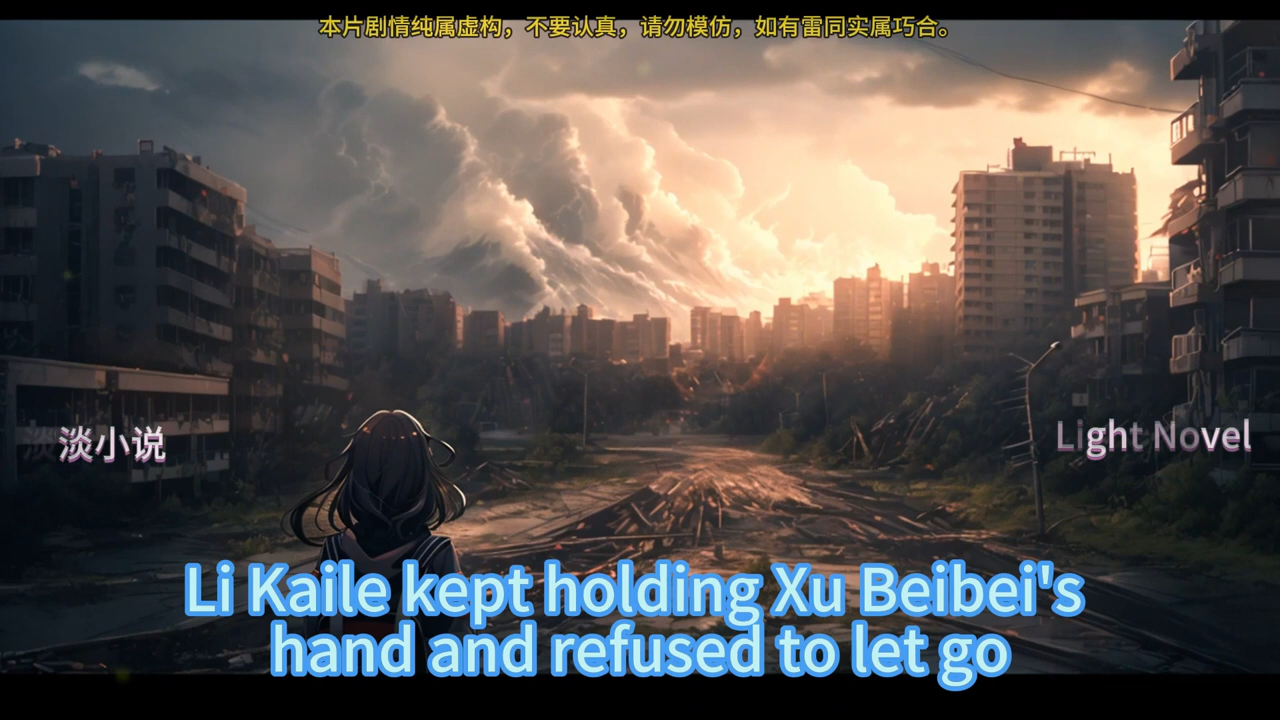 本片剧情纯属虚构，不要认真，请勿模仿，如有雷同实属巧合。
淡小说
Light Novel
Li Kaile kept holding Xu Beibei's
hand and refused to let go